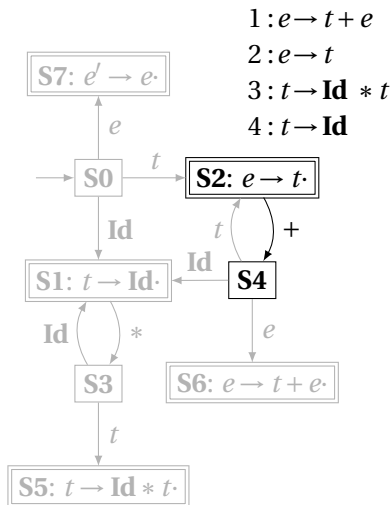 1 : e → t + e
2 : e → t
3 : t → Id * t
4 : t → Id
S7: e′ → e·
e
S0
t
S2: e → t·
Id
t
+
S1: t → Id·
Id
S4
Id
*
e
S3
S6: e → t + e·
t
S5: t → Id * t·